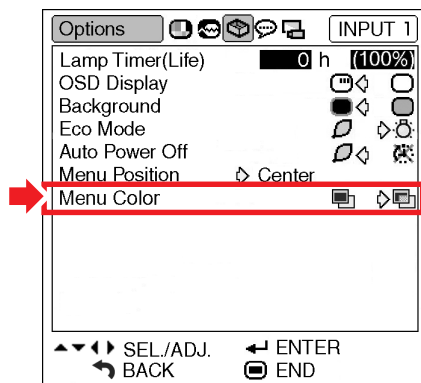 Options INPUT 1
Lamp Timer(Life) 0 h (100%)
OSD Display
Background
Eco Mode
Auto Power Off
Menu Position Center
Menu Color
SEL./ADJ. ENTER
BACK END